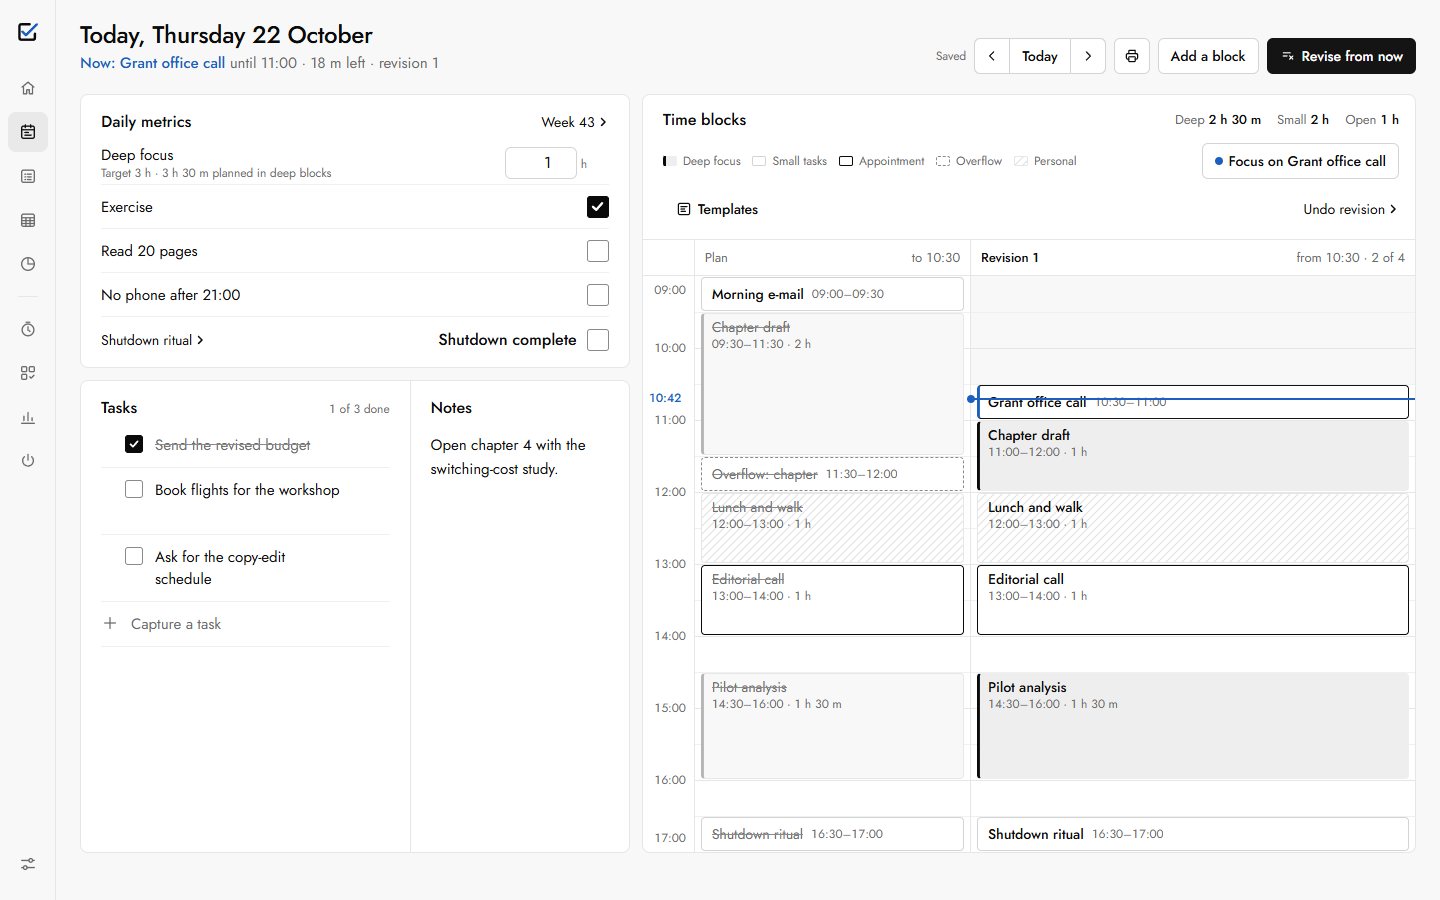 Today, Thursday 22 October
Now: Grant office call until 11:00 · 18 m left · revision 1
Saved
Today
Add a block
Revise from now
Daily metrics
Week 43
Deep focus
Target 3 h · 3 h 30 m planned in deep blocks
1 h
Exercise
Read 20 pages
No phone after 21:00
Shutdown ritual
Shutdown complete
Tasks
1 of 3 done
Send the revised budget
Book flights for the workshop
Ask for the copy-edit
schedule
Capture a task
Notes
Open chapter 4 with the
switching-cost study.
Time blocks
Deep 2 h 30 m Small 2 h Open 1 h
Deep focus
Small tasks
Appointment
Overflow
Personal
Focus on Grant office call
Templates
Undo revision
Plan
to 10:30
Revision 1
from 10:30 · 2 of 4
09:00
10:00
10:42
11:00
12:00
13:00
14:00
15:00
16:00
17:00
Morning e-mail 09:00–09:30
Chapter draft
09:30–11:30 · 2 h
Overflow: chapter 11:30–12:00
Lunch and walk
12:00–13:00 · 1 h
Editorial call
13:00–14:00 · 1 h
Pilot analysis
14:30–16:00 · 1 h 30 m
Shutdown ritual 16:30–17:00
Grant office call 10:30–11:00
Chapter draft
11:00–12:00 · 1 h
Lunch and walk
12:00–13:00 · 1 h
Editorial call
13:00–14:00 · 1 h
Pilot analysis
14:30–16:00 · 1 h 30 m
Shutdown ritual 16:30–17:00